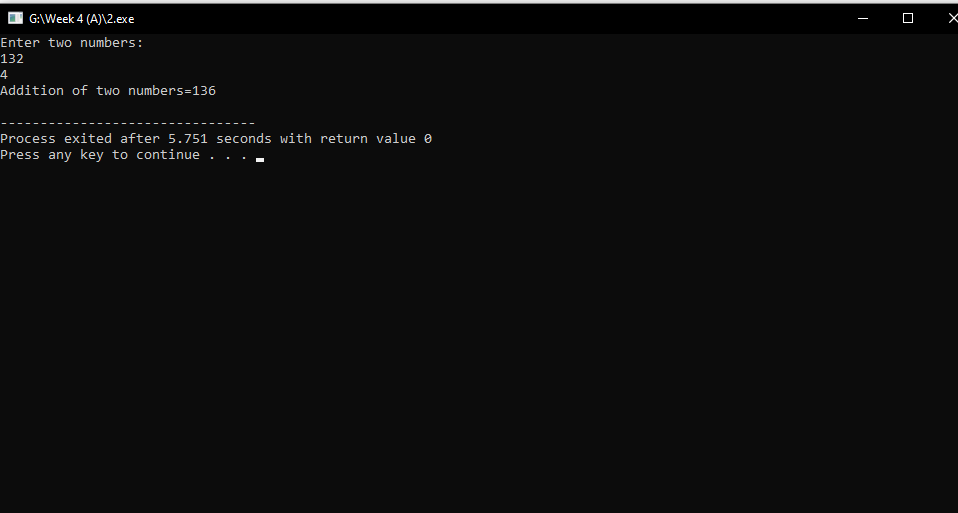 G:\Week 4 (A)\2.exe
Enter two numbers:
132
4
Addition of two numbers=136
--------------------------------
Process exited after 5.751 seconds with return value 0
Press any key to continue . . .